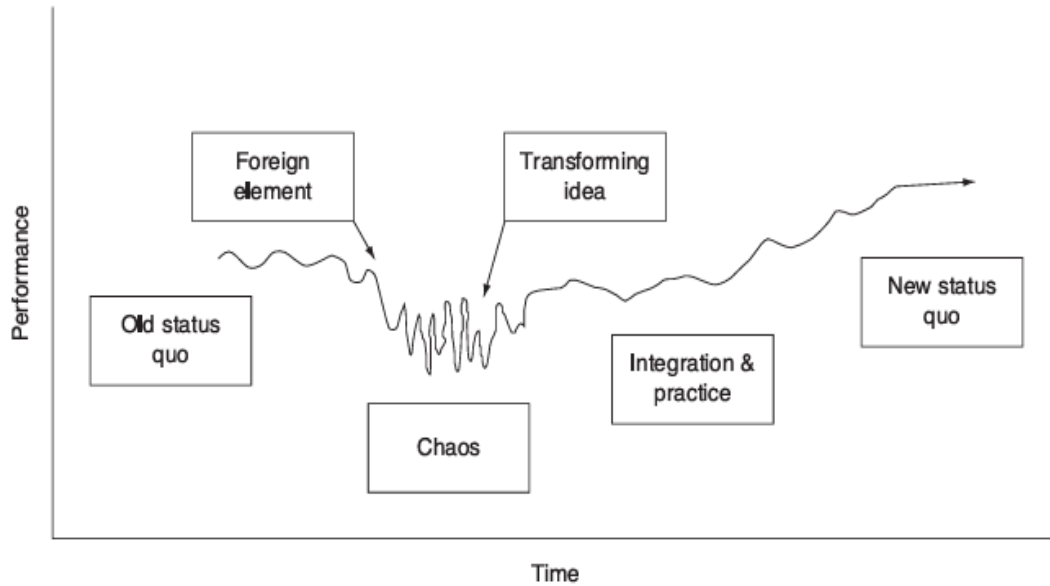 Foreign
element
Transforming
idea
Performance
Old status
quo
New status
quo
Integration &
practice
Chaos
Time